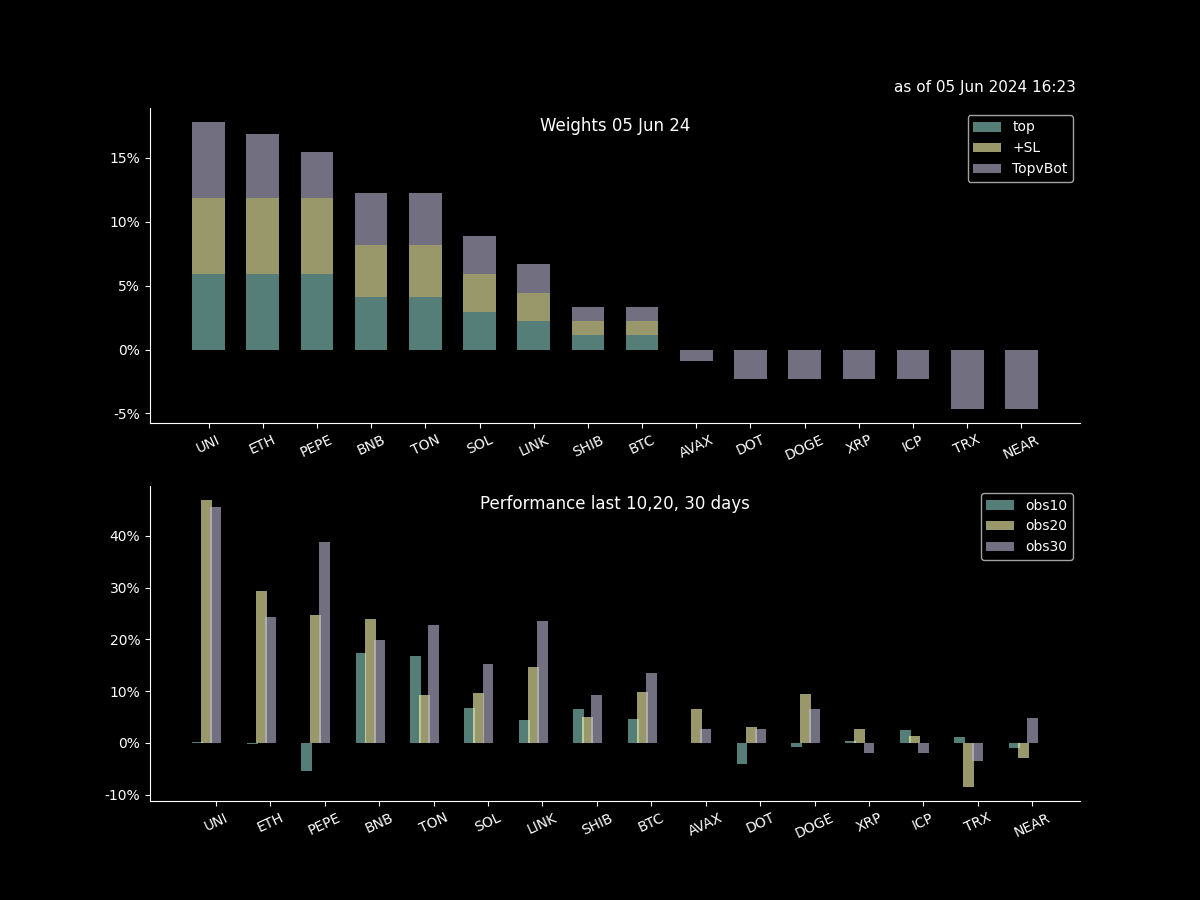 as of 05 Jun 2024 16:23
Weights 05 Jun 24
top
+SL
TopvBot
15%
10%
5%
0%
-5%
UNI ETH PEPE BNB TON SOL LINK SHIB BTC AVAX DOT DOGE XRP ICP TRX NEAR
Performance last 10,20, 30 days
obs10
obs20
obs30
40%
30%
20%
10%
0%
-10%
UNI ETH PEPE BNB TON SOL LINK SHIB BTC AVAX DOT DOGE XRP ICP TRX NEAR